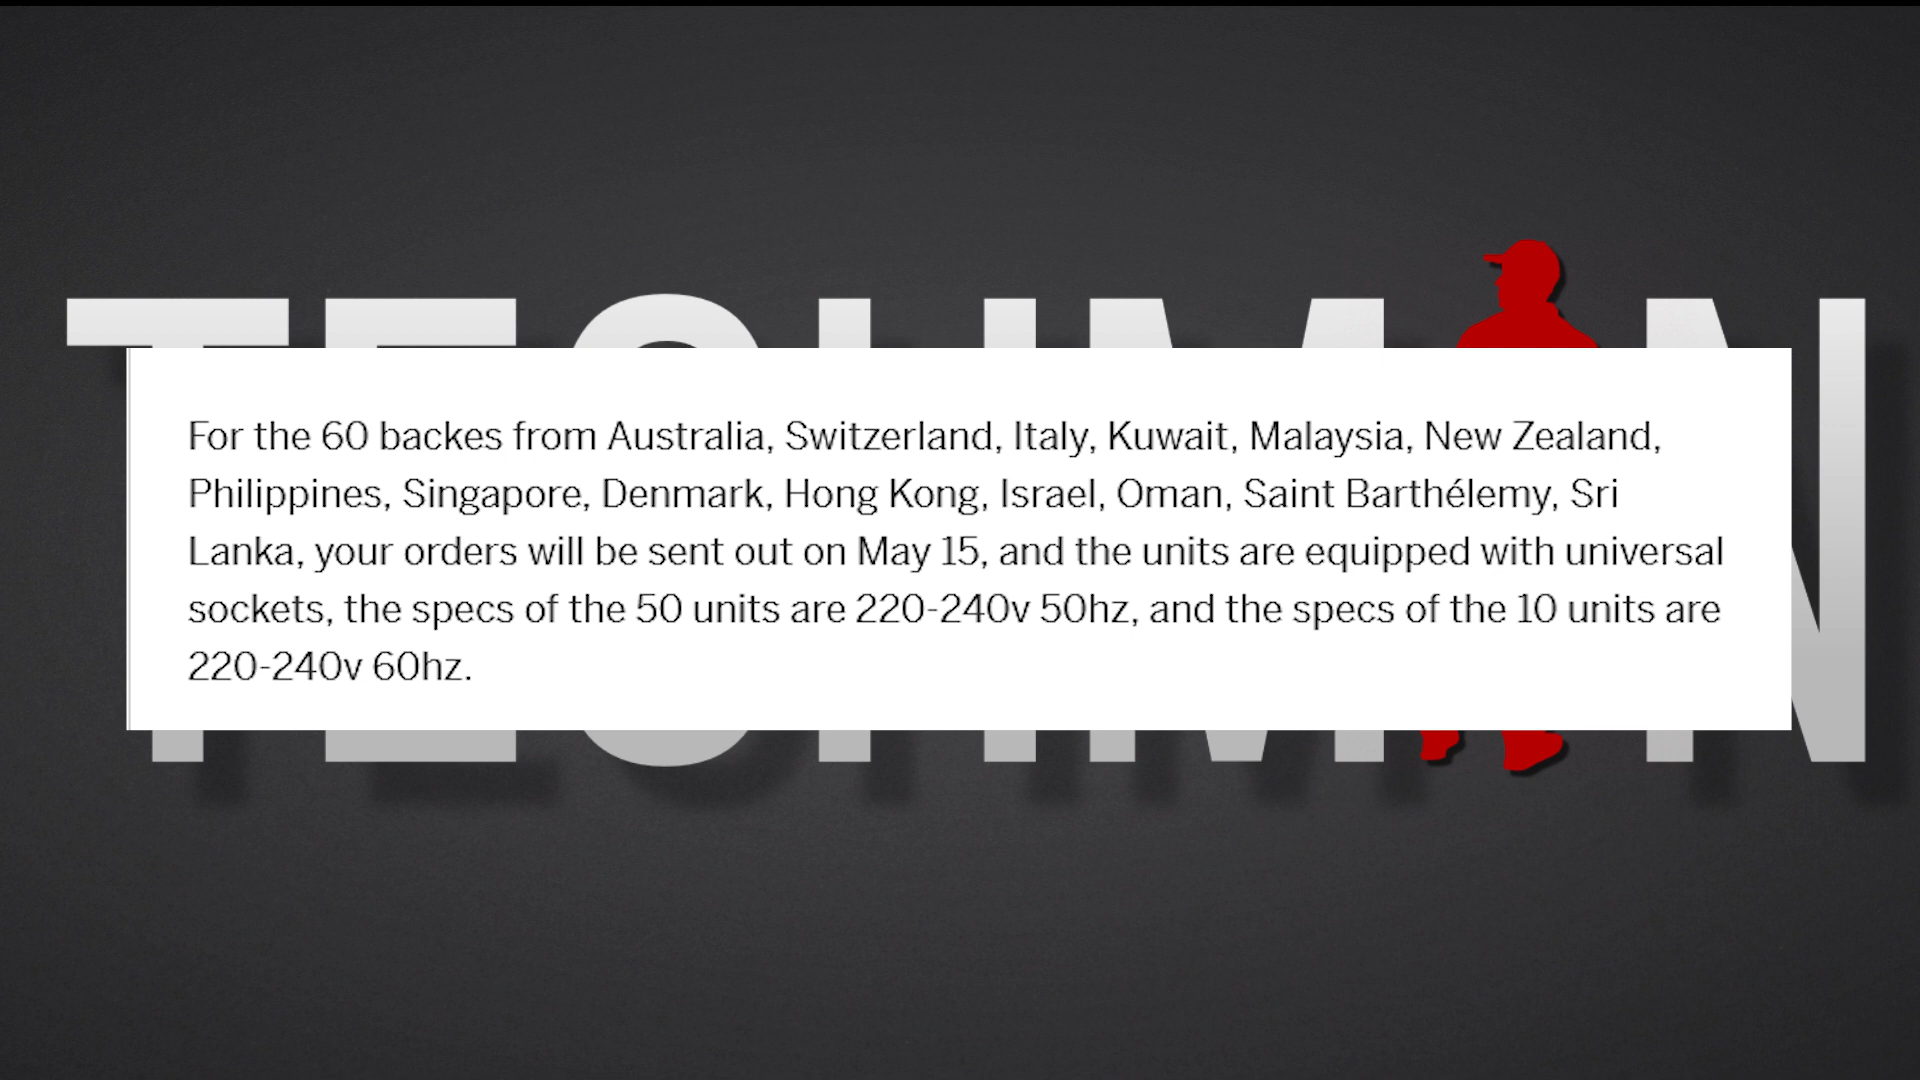 For the 60 backes from Australia, Switzerland, Italy, Kuwait, Malaysia, New Zealand,
Philippines, Singapore, Denmark, Hong Kong, Israel, Oman, Saint Barthélemy, Sri
Lanka, your orders will be sent out on May 15, and the units are equipped with universal
sockets, the specs of the 50 units are 220-240v 50hz, and the specs of the 10 units are
220-240v 60hz.